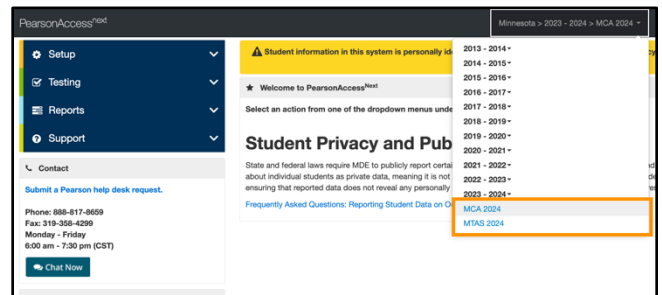 PearsonAccessnext
Minnesota > 2023 - 2024 > MCA 2024
Setup
Testing
Reports
Support
Contact
Submit a Pearson help desk request.
Phone: 888-817-8659
Fax: 319-358-4299
Monday - Friday
6:00 am - 7:30 pm (CST)
Chat Now
Student information in this system is personally
Welcome to PearsonAccessNext
Select an action from one of the dropdown menus
Student Privacy and
State and federal laws require MDE to publicly report
about individual students as private data, meaning it is not
ensuring that reported data does not reveal any personally
Frequently Asked Questions: Reporting Student Data on
2013 - 2014
2014 - 2015
2015 - 2016
2016 - 2017
2017 - 2018
2018 - 2019
2019 - 2020
2020 - 2021
2021 - 2022
2022 - 2023
2023 - 2024
MCA 2024
MTAS 2024